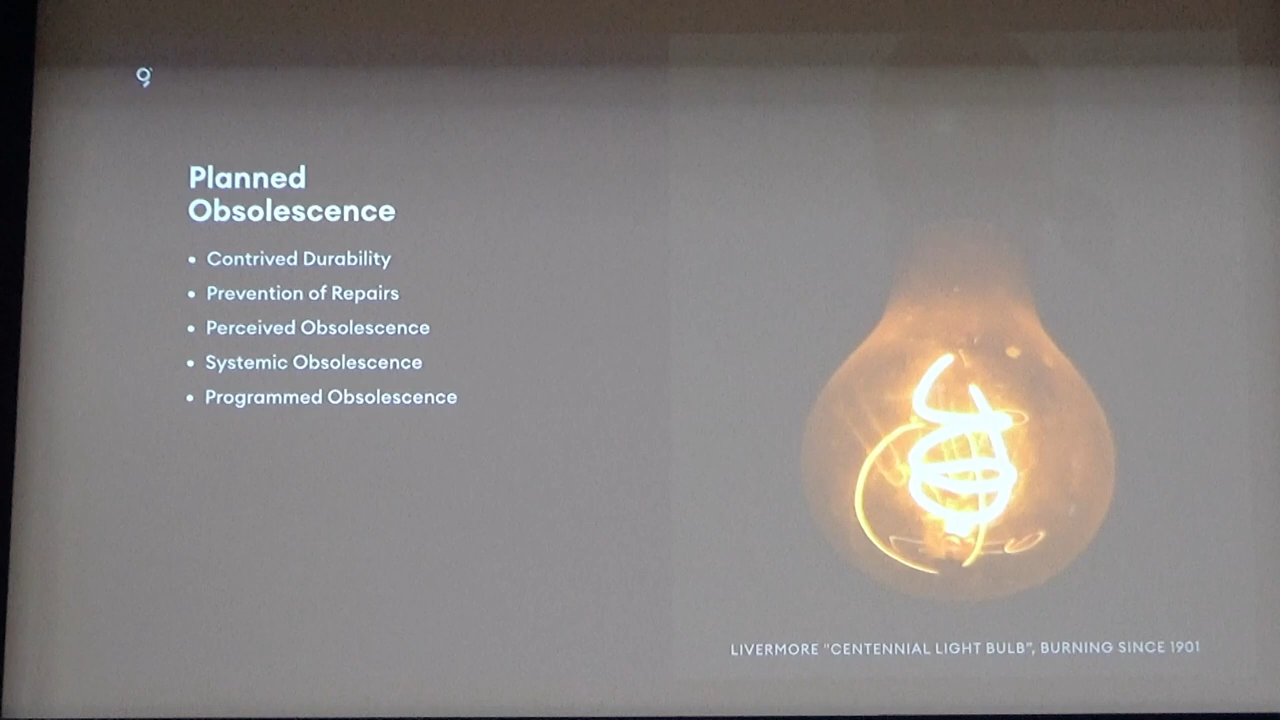 Planned
Obsolescence
• Contrived Durability
• Prevention of Repairs
• Perceived Obsolescence
• Systemic Obsolescence
• Programmed Obsolescence
LIVERMORE "CENTENNIAL LIGHT BULB", BURNING SINCE 1901